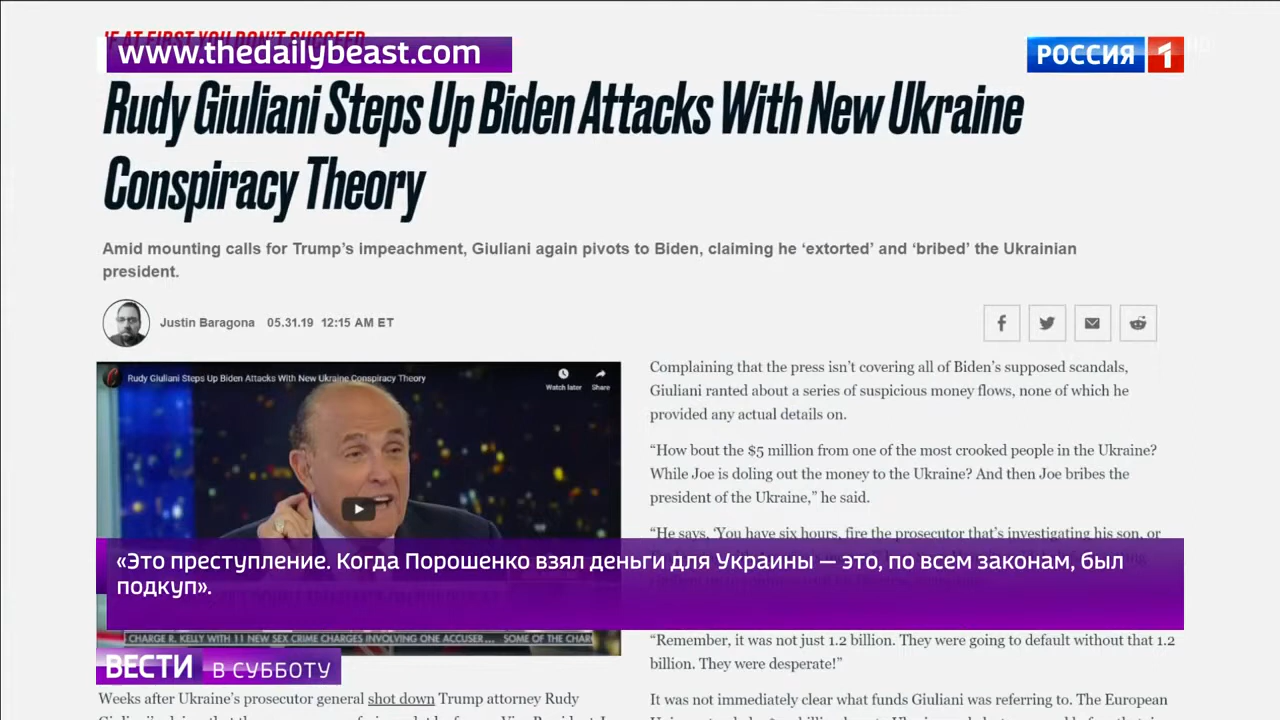 IF AT FIRST YOU DON'T SUCCEED
www.thedailybeast.com
РОССИЯ 1
HD
Rudy Giuliani Steps Up Biden Attacks With New Ukraine
Conspiracy Theory
Amid mounting calls for Trump’s impeachment, Giuliani again pivots to Biden, claiming he ‘extorted’ and ‘bribed’ the Ukrainian
president.
Justin Baragona 05.31.19 12:15 AM ET
Rudy Giuliani Steps Up Biden Attacks With New Ukraine Conspiracy Theory
Watch later Share
CHARGE R. KELLY WITH 11 NEW SEX CRIME CHARGES INVOLVING ONE ACCUSER... SOME OF THE CHAR
Weeks after Ukraine’s prosecutor general shot down Trump attorney Rudy
Complaining that the press isn’t covering all of Biden’s supposed scandals,
Giuliani ranted about a series of suspicious money flows, none of which he
provided any actual details on.
“How bout the $5 million from one of the most crooked people in the Ukraine?
While Joe is doling out the money to the Ukraine? And then Joe bribes the
president of the Ukraine,” he said.
“He says, ‘You have six hours, fire the prosecutor that’s investigating his son, or
“Remember, it was not just 1.2 billion. They were going to default without that 1.2
billion. They were desperate!”
It was not immediately clear what funds Giuliani was referring to. The European
«Это преступление. Когда Порошенко взял деньги для Украины — это, по всем законам, был
подкуп».
ВЕСТИ В СУББОТУ